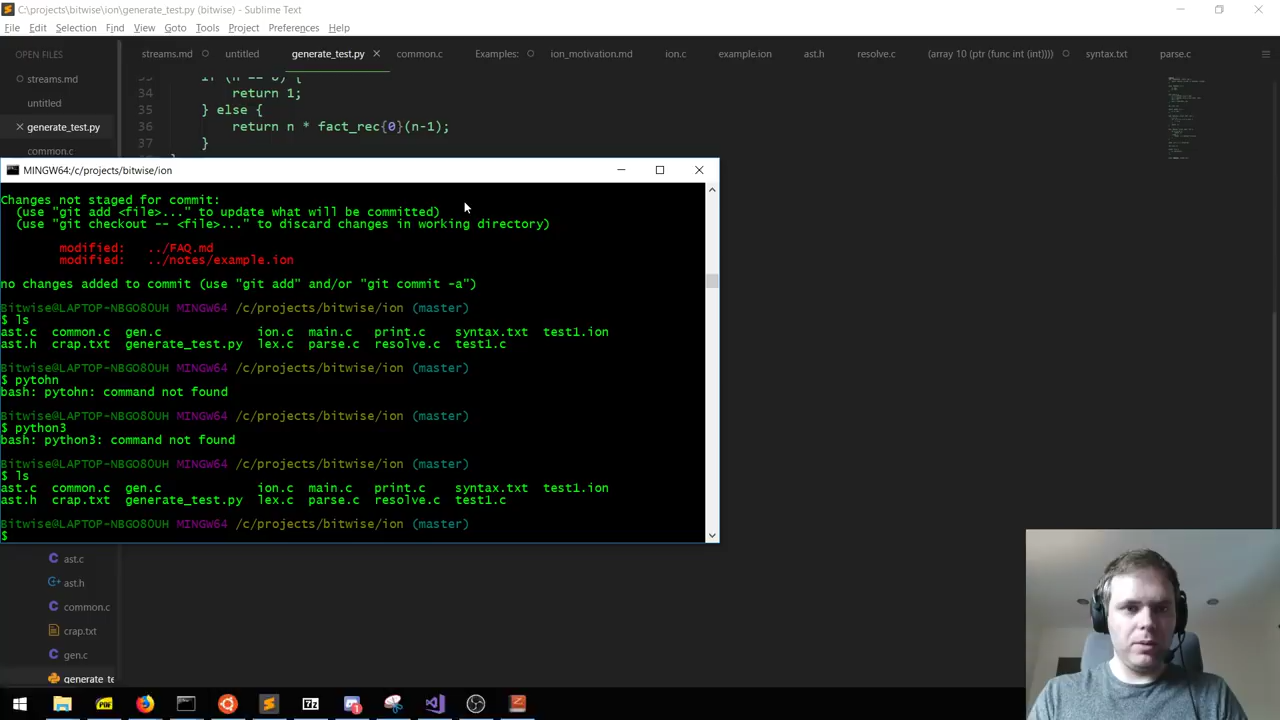 C:\projects\bitwise\ion\generate_test.py (bitwise) - Sublime Text
File Edit Selection Find View Goto Tools Project Preferences Help
OPEN FILES
streams.md
untitled
generate_test.py
common.c
streams.md untitled generate_test.py common.c Examples: ion_motivation.md ion.c example.ion ast.h resolve.c (array 10 (ptr (func int (int)))) syntax.txt parse.c
33 if (n == 0) {
34 return 1;
35 } else {
36 return n * fact_rec{0}(n-1);
37 }
MINGW64:/c/projects/bitwise/ion
Changes not staged for commit:
(use "git add <file>..." to update what will be committed)
(use "git checkout -- <file>..." to discard changes in working directory)
modified: ../FAQ.md
modified: ../notes/example.ion
no changes added to commit (use "git add" and/or "git commit -a")
Bitwise@LAPTOP-NBGO8OUH MINGW64 /c/projects/bitwise/ion (master)
$ ls
ast.c common.c gen.c ion.c main.c print.c syntax.txt test1.ion
ast.h crap.txt generate_test.py lex.c parse.c resolve.c test1.c
Bitwise@LAPTOP-NBGO8OUH MINGW64 /c/projects/bitwise/ion (master)
$ pytohn
bash: pytohn: command not found
Bitwise@LAPTOP-NBGO8OUH MINGW64 /c/projects/bitwise/ion (master)
$ python3
bash: python3: command not found
Bitwise@LAPTOP-NBGO8OUH MINGW64 /c/projects/bitwise/ion (master)
$ ls
ast.c common.c gen.c ion.c main.c print.c syntax.txt test1.ion
ast.h crap.txt generate_test.py lex.c parse.c resolve.c test1.c
Bitwise@LAPTOP-NBGO8OUH MINGW64 /c/projects/bitwise/ion (master)
$
ast.c
ast.h
common.c
crap.txt
gen.c
generate_te